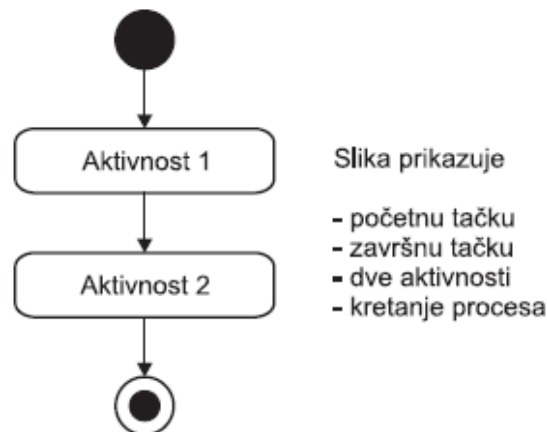 Aktivnost 1
Aktivnost 2
Slika prikazuje
- početnu tačku
- završnu tačku
- dve aktivnosti
- kretanje procesa